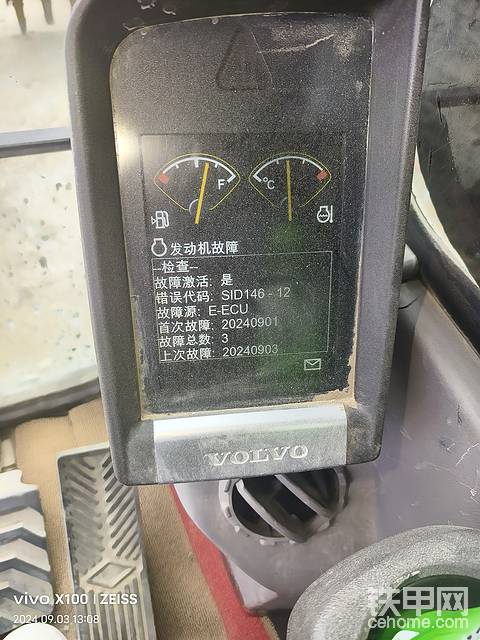 F
°C
发动机故障
--检查--
故障激活: 是
错误代码: SID146 - 12
故障源: E-ECU
首次故障: 20240901
故障总数: 3
上次故障: 20240903
VOLVO
vivo X100 | ZEISS
2024.09.03 13:08
铁甲网
cehome.com